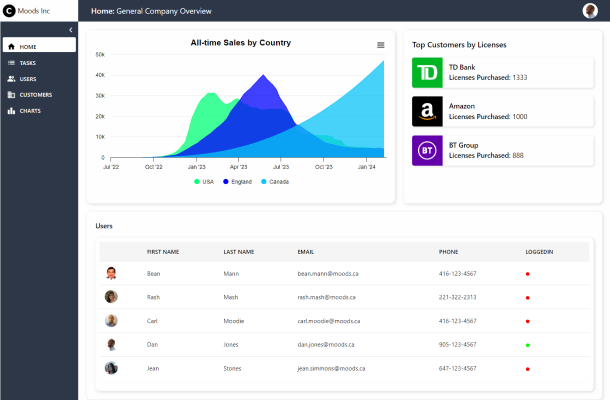 C Moods Inc
Home: General Company Overview
HOME
TASKS
USERS
CUSTOMERS
CHARTS
All-time Sales by Country
50k
40k
30k
20k
10k
0
Jul '22 Oct '22 Jan '23 Apr '23 Jul '23 Oct '23 Jan '24
USA England Canada
Top Customers by Licenses
TD
TD Bank
Licenses Purchased: 1333
a
Amazon
Licenses Purchased: 1000
BT
BT Group
Licenses Purchased: 888
Users
FIRST NAME LAST NAME EMAIL PHONE LOGGEDIN
Bean Mann bean.mann@moods.ca 416-123-4567
Rash Mash rash.mash@moods.ca 221-322-2313
Carl Moodie carl.moodie@moods.ca 416-123-4567
Dan Jones dan.jones@moods.ca 905-123-4567
Jean Stones jean.simmons@moods.ca 647-123-4567